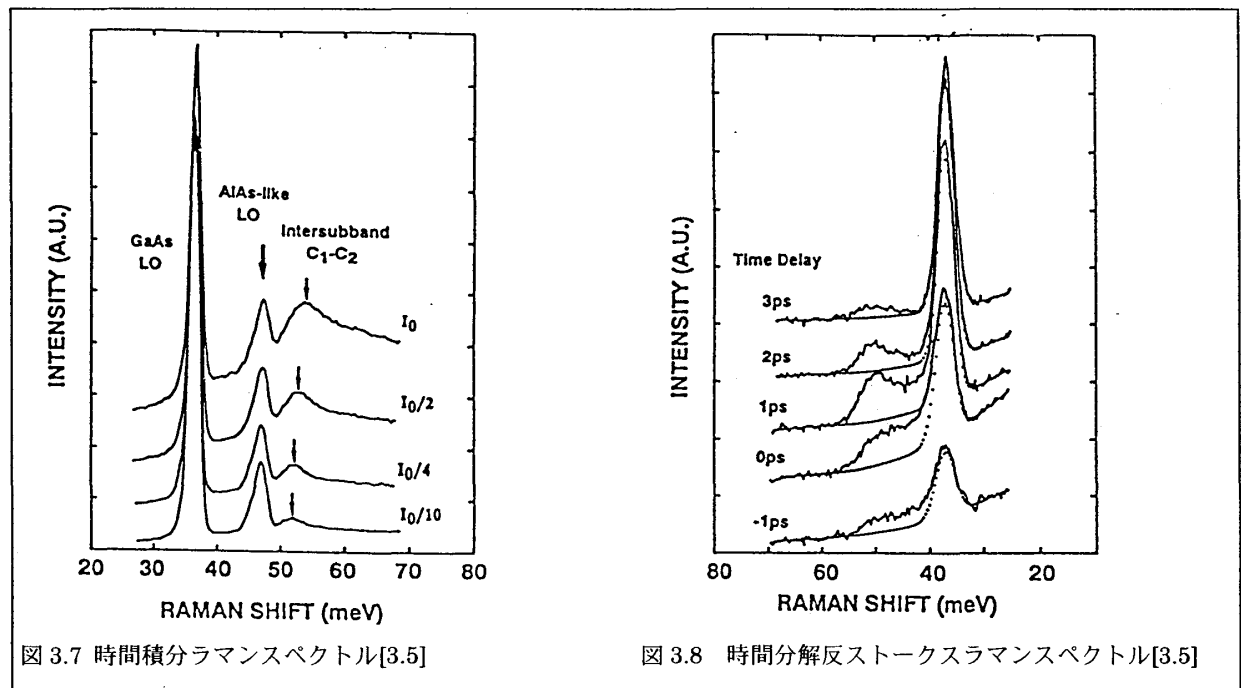 INTENSITY (A.U.)
GaAs
LO
AlAs-like
LO
Intersubband
C₁-C₂
I₀
I₀/2
I₀/4
I₀/10
20 30 40 50 60 70 80
RAMAN SHIFT (meV)
図 3.7 時間積分ラマンスペクトル[3.5]
INTENSITY (A.U.)
Time Delay
3ps
2ps
1ps
0ps
-1ps
80 60 40 20
RAMAN SHIFT (meV)
図 3.8 時間分解反ストークスラマンスペクトル[3.5]